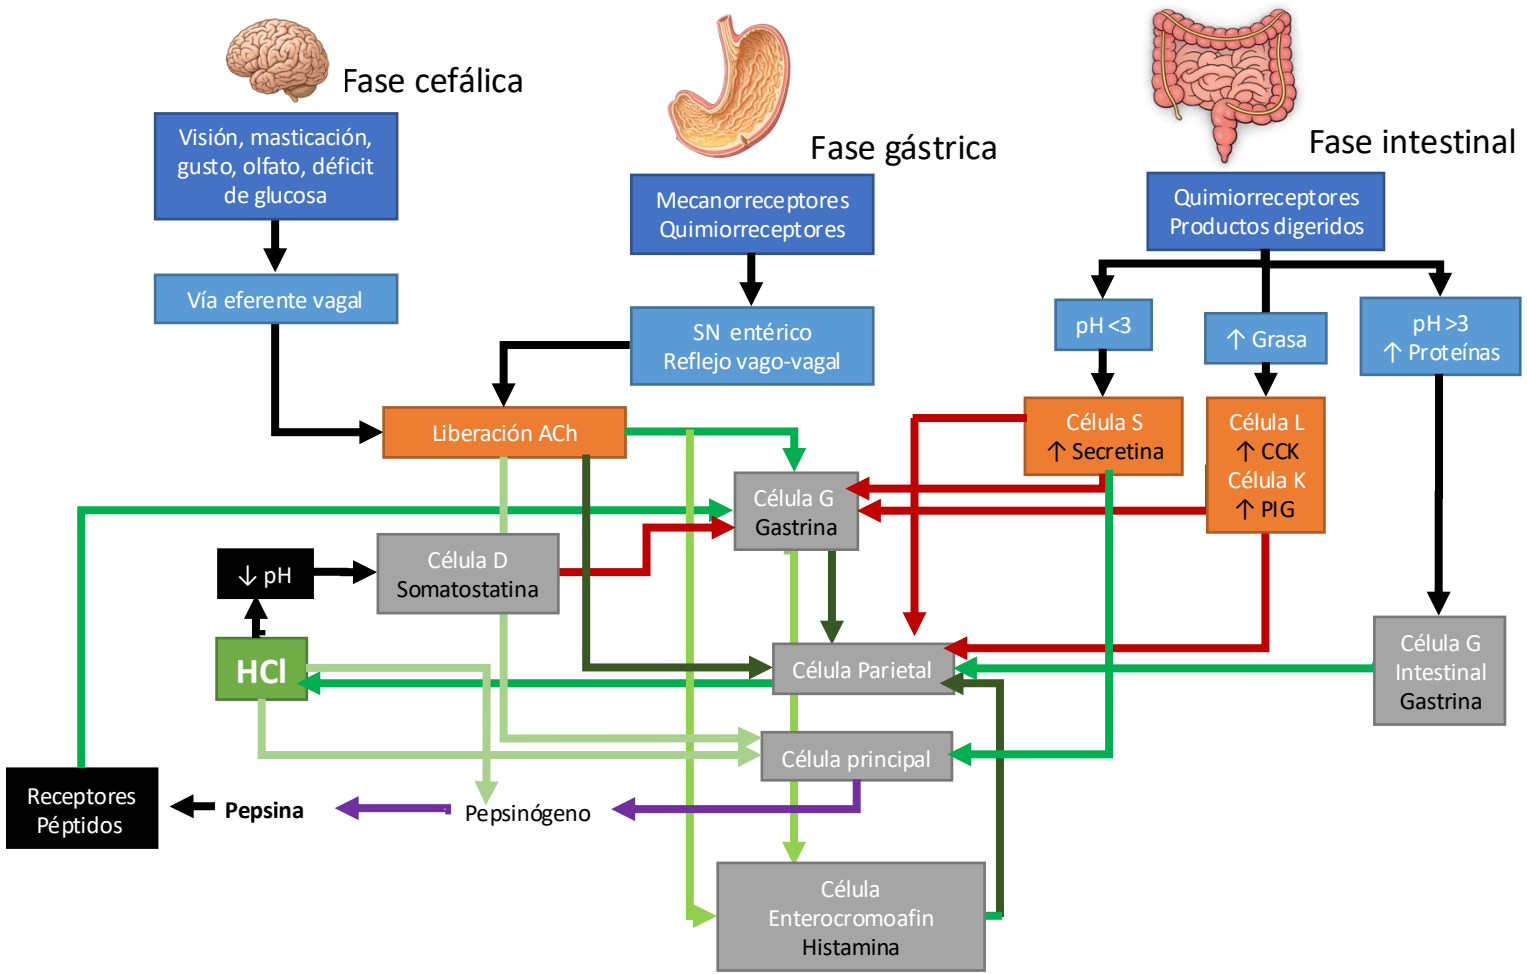 Fase cefálica
Visión, masticación,
gusto, olfato, déficit
de glucosa
Vía eferente vagal
Fase gástrica
Mecanorreceptores
Quimiorreceptores
SN entérico
Reflejo vago-vagal
Fase intestinal
Quimiorreceptores
Productos digeridos
pH <3
↑ Grasa
pH >3
↑ Proteínas
Liberación ACh
Célula S
↑ Secretina
Célula L
↑ CCK
Célula K
↑ PIG
Célula G
Gastrina
↓ pH
Célula D
Somatostatina
HCl
Célula Parietal
Célula G
Intestinal
Gastrina
Célula principal
Receptores
Péptidos
Pepsina
Pepsinógeno
Célula
Enterocromoafin
Histamina